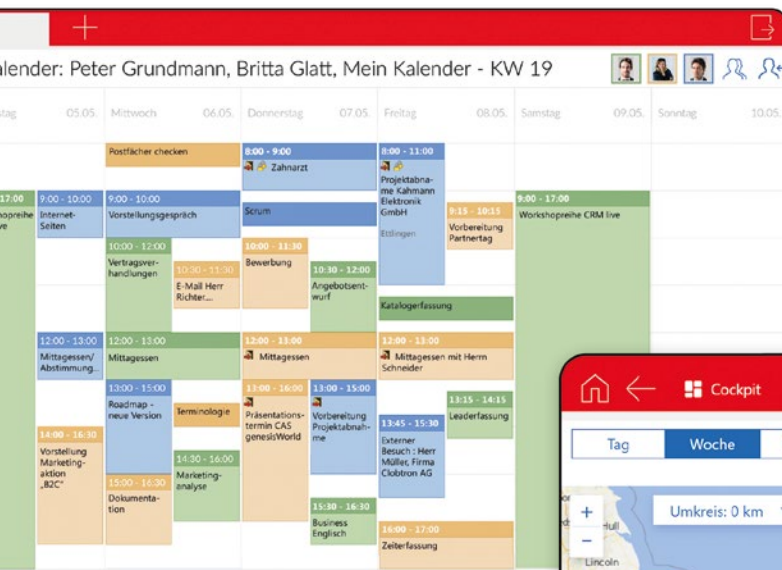 alender: Peter Grundmann, Britta Glatt, Mein Kalender - KW 19
stag 05.05. Mittwoch 06.05. Donnerstag 07.05. Freitag 08.05. Samstag 09.05. Sonntag 10.05.
17:00
hopreihe
ve
9:00 - 10:00
Internet-
Seiten
12:00 - 13:00
Mittagessen/
Abstimmung...
14:00 - 16:30
Vorstellung
Marketing-
aktion
„B2C"
Postfächer checken
9:00 - 10:00
Vorstellungsgespräch
10:00 - 12:00
Vertragsver-
handlungen
10:30 - 11:30
E-Mail Herr
Richter....
12:00 - 13:00
Mittagessen
13:00 - 15:00
Roadmap -
neue Version
Terminologie
14:30 - 16:00
Marketing-
analyse
15:00 - 16:30
Dokumenta-
tion
8:00 - 9:00
Zahnarzt
Scrum
10:00 - 11:30
Bewerbung
10:30 - 12:00
Angebotsent-
wurf
12:00 - 13:00
Mittagessen
13:00 - 16:00
Präsentations-
termin CAS
genesisWorld
13:00 - 15:00
Vorbereitung
Projektabnah-
me
15:30 - 16:30
Business
Englisch
8:00 - 11:00
Projektabna-
me Kahmann
Elektronik
GmbH
Ettlingen
9:15 - 10:15
Vorbereitung
Partnertag
Katalogerfassung
12:00 - 13:00
Mittagessen mit Herrn
Schneider
13:15 - 14:15
Leaderfassung
13:45 - 15:30
Externer
Besuch : Herr
Müller, Firma
Clobtron AG
16:00 - 17:00
Zeiterfassung
9:00 - 17:00
Workshopreihe CRM live
Cockpit
Tag Woche
+
Umkreis: 0 km
−
Hull
Lincoln